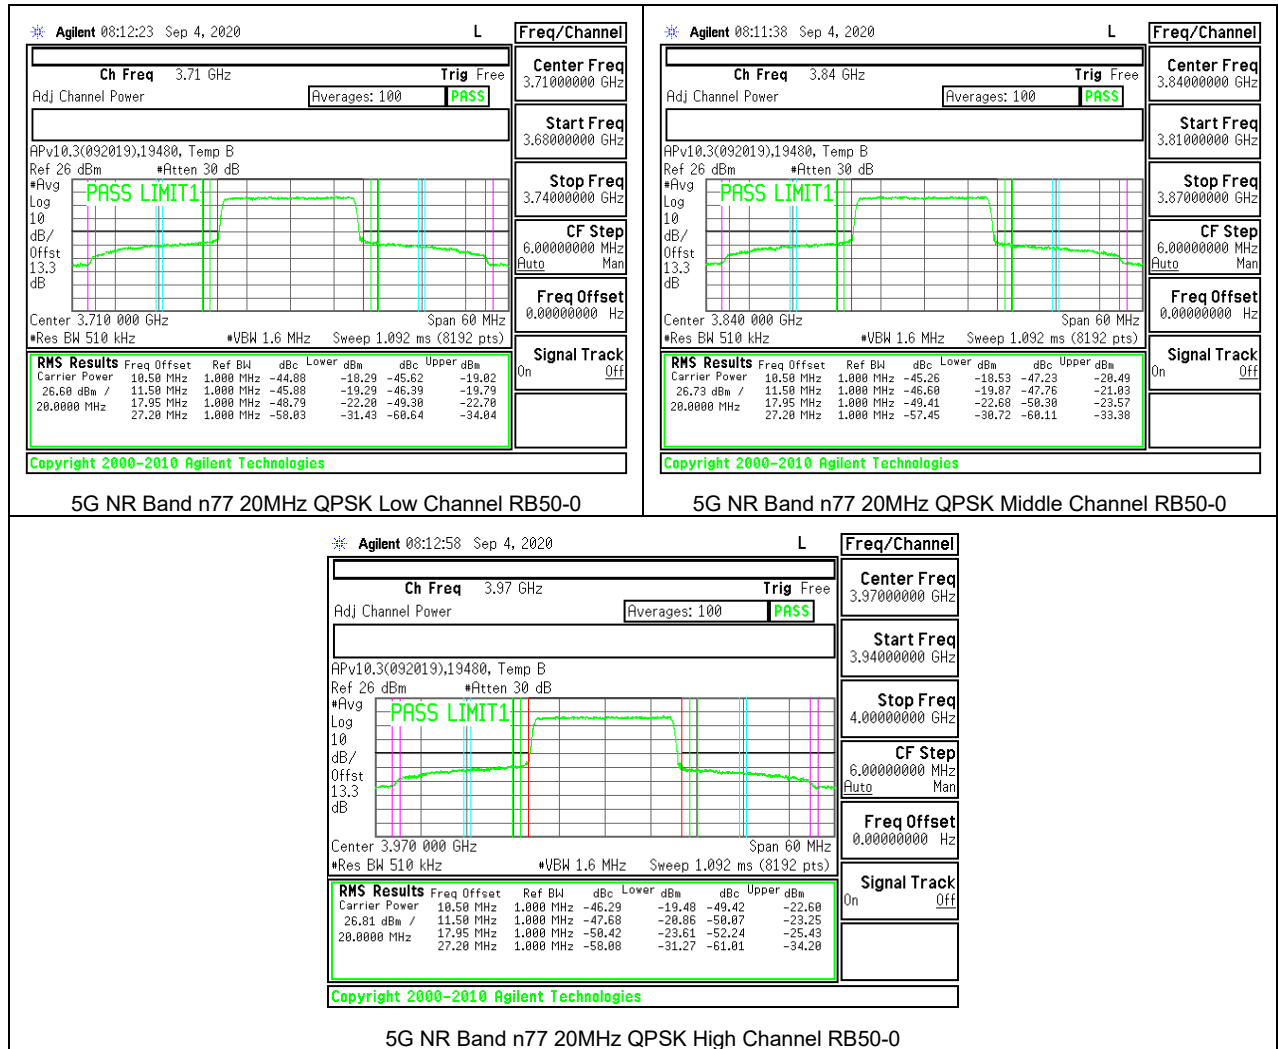 Agilent 08:12:23 Sep 4, 2020 L
Freq/Channel
Ch Freq 3.71 GHz Trig Free
Adj Channel Power Averages: 100 PASS
APv10.3(092019),19480, Temp B
Ref 26 dBm #Atten 30 dB
#Avg
Log
10
dB/
Offst
13.3
dB
PASS LIMIT1
Center 3.710 000 GHz Span 60 MHz
#Res BW 510 kHz #VBW 1.6 MHz Sweep 1.092 ms (8192 pts)
RMS Results Freq Offset Ref BW dBc Lower dBm dBc Upper dBm
Carrier Power 10.50 MHz 1.000 MHz -44.88 -18.29 -45.62 -19.02
26.60 dBm / 11.50 MHz 1.000 MHz -45.88 -19.29 -46.39 -19.79
20.0000 MHz 17.95 MHz 1.000 MHz -48.79 -22.20 -49.30 -22.70
27.20 MHz 1.000 MHz -58.03 -31.43 -60.64 -34.04
Copyright 2000-2010 Agilent Technologies
Center Freq
3.71000000 GHz
Start Freq
3.68000000 GHz
Stop Freq
3.74000000 GHz
CF Step
6.00000000 MHz
Auto Man
Freq Offset
0.00000000 Hz
Signal Track
On Off
5G NR Band n77 20MHz QPSK Low Channel RB50-0
Agilent 08:11:38 Sep 4, 2020 L
Freq/Channel
Ch Freq 3.84 GHz Trig Free
Adj Channel Power Averages: 100 PASS
APv10.3(092019),19480, Temp B
Ref 26 dBm #Atten 30 dB
#Avg
Log
10
dB/
Offst
13.3
dB
PASS LIMIT1
Center 3.840 000 GHz Span 60 MHz
#Res BW 510 kHz #VBW 1.6 MHz Sweep 1.092 ms (8192 pts)
RMS Results Freq Offset Ref BW dBc Lower dBm dBc Upper dBm
Carrier Power 10.50 MHz 1.000 MHz -45.26 -18.53 -47.23 -20.49
26.73 dBm / 11.50 MHz 1.000 MHz -46.60 -19.87 -47.76 -21.03
20.0000 MHz 17.95 MHz 1.000 MHz -49.41 -22.68 -50.30 -23.57
27.20 MHz 1.000 MHz -57.45 -30.72 -60.11 -33.38
Copyright 2000-2010 Agilent Technologies
Center Freq
3.84000000 GHz
Start Freq
3.81000000 GHz
Stop Freq
3.87000000 GHz
CF Step
6.00000000 MHz
Auto Man
Freq Offset
0.00000000 Hz
Signal Track
On Off
5G NR Band n77 20MHz QPSK Middle Channel RB50-0
Agilent 08:12:58 Sep 4, 2020 L
Freq/Channel
Ch Freq 3.97 GHz Trig Free
Adj Channel Power Averages: 100 PASS
APv10.3(092019),19480, Temp B
Ref 26 dBm #Atten 30 dB
#Avg
Log
10
dB/
Offst
13.3
dB
PASS LIMIT1
Center 3.970 000 GHz Span 60 MHz
#Res BW 510 kHz #VBW 1.6 MHz Sweep 1.092 ms (8192 pts)
RMS Results Freq Offset Ref BW dBc Lower dBm dBc Upper dBm
Carrier Power 10.50 MHz 1.000 MHz -46.29 -19.48 -49.42 -22.60
26.81 dBm / 11.50 MHz 1.000 MHz -47.68 -20.86 -50.07 -23.25
20.0000 MHz 17.95 MHz 1.000 MHz -50.42 -23.61 -52.24 -25.43
27.20 MHz 1.000 MHz -58.08 -31.27 -61.01 -34.20
Copyright 2000-2010 Agilent Technologies
Center Freq
3.97000000 GHz
Start Freq
3.94000000 GHz
Stop Freq
4.00000000 GHz
CF Step
6.00000000 MHz
Auto Man
Freq Offset
0.00000000 Hz
Signal Track
On Off
5G NR Band n77 20MHz QPSK High Channel RB50-0